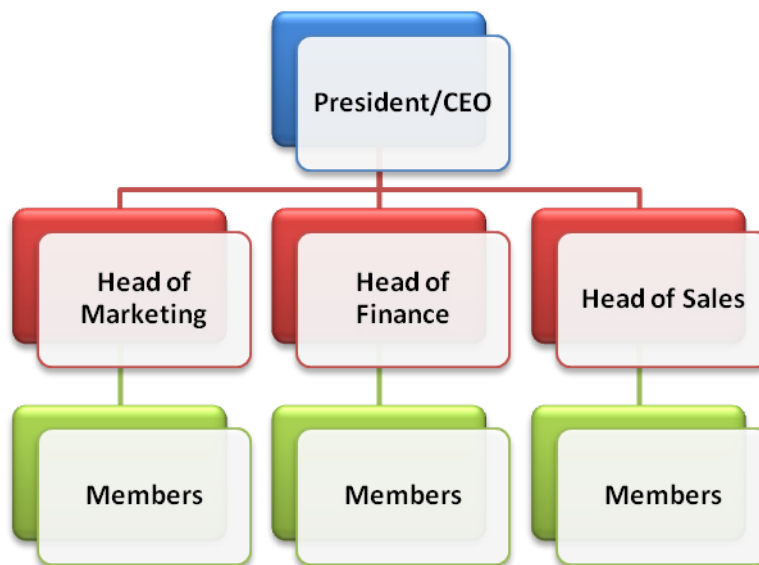 President/CEO
Head of
Marketing
Head of
Finance
Head of Sales
Members
Members
Members